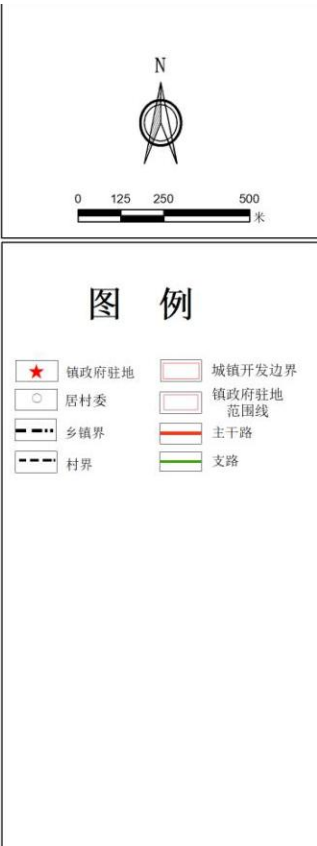 N
0 125 250 500
米
图 例
镇政府驻地 城镇开发边界
居村委 镇政府驻地
范围线
乡镇界 主干路
村界 支路